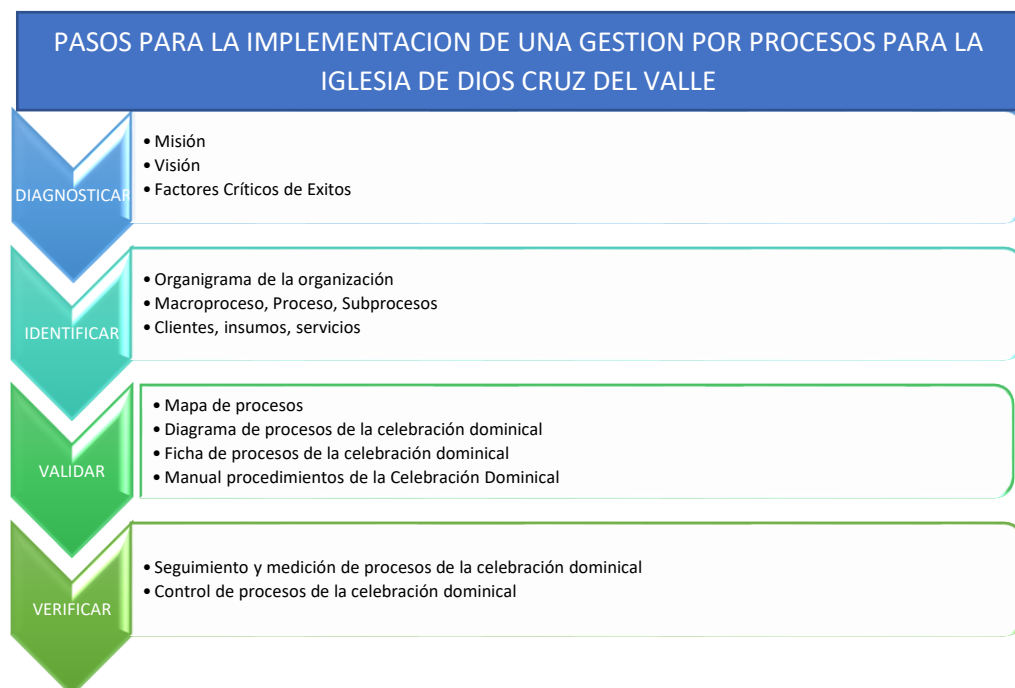 PASOS PARA LA IMPLEMENTACION DE UNA GESTION POR PROCESOS PARA LA
IGLESIA DE DIOS CRUZ DEL VALLE
DIAGNOSTICAR
• Misión
• Visión
• Factores Críticos de Exitos
IDENTIFICAR
• Organigrama de la organización
• Macroproceso, Proceso, Subprocesos
• Clientes, insumos, servicios
VALIDAR
• Mapa de procesos
• Diagrama de procesos de la celebración dominical
• Ficha de procesos de la celebración dominical
• Manual procedimientos de la Celebración Dominical
VERIFICAR
• Seguimiento y medición de procesos de la celebración dominical
• Control de procesos de la celebración dominical